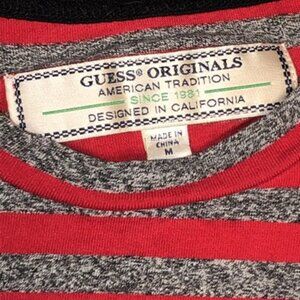 GUESS® ORIGINALS
AMERICAN TRADITION
SINCE 1981
DESIGNED IN CALIFORNIA
MADE IN
CHINA
M